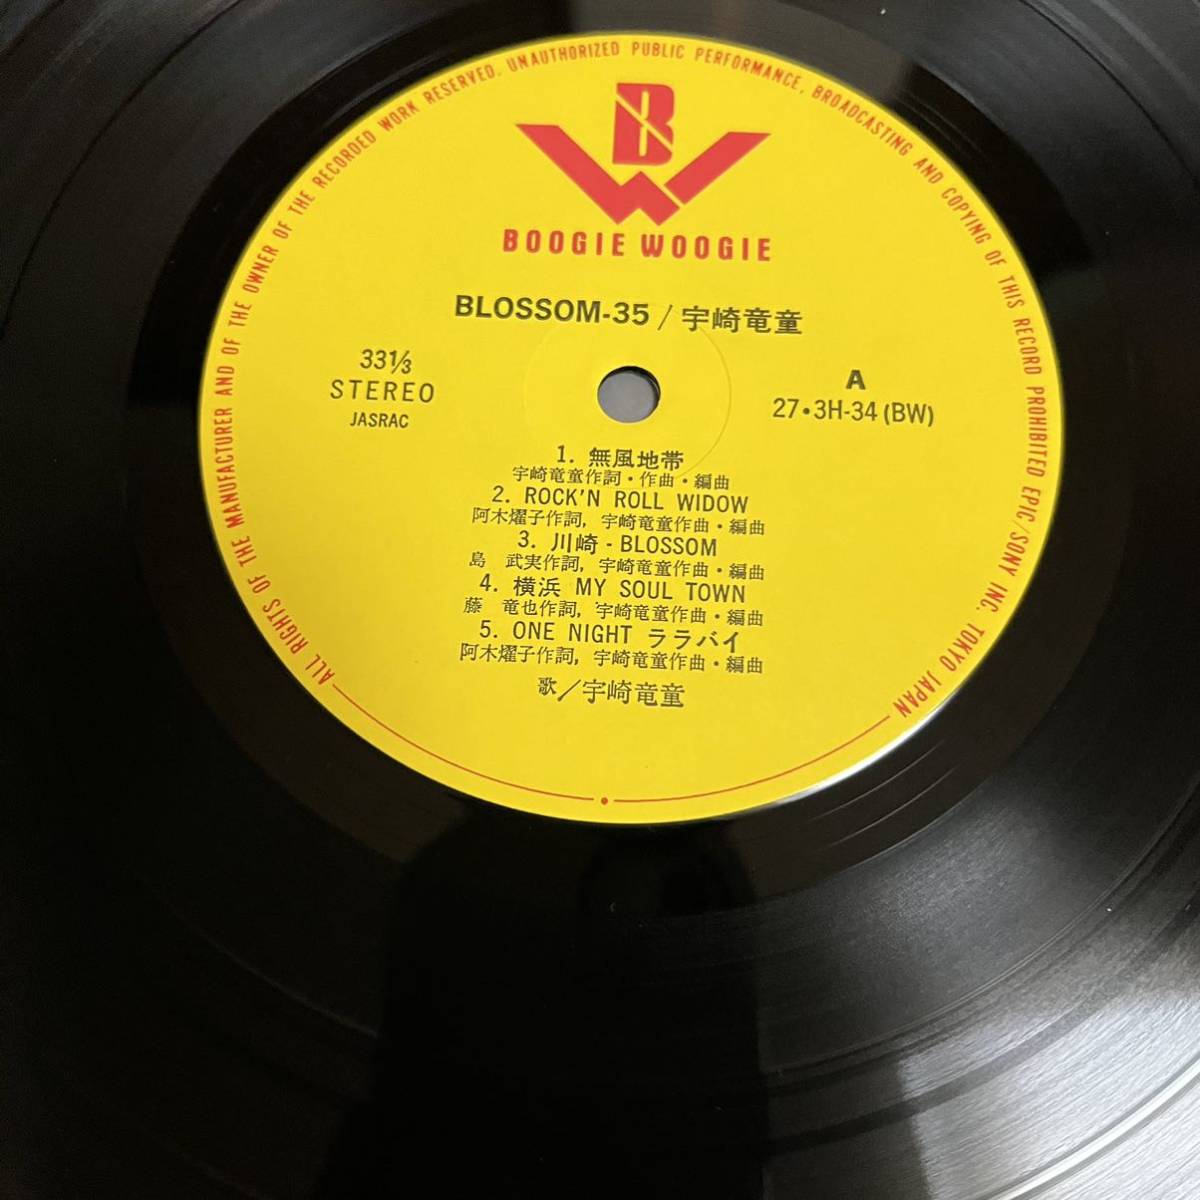 ALL RIGHTS OF THE MANUFACTURER AND OF THE OWNER OF THE RECORDED WORK RESERVED. UNAUTHORIZED PUBLIC PERFORMANCE, BROADCASTING AND COPYING OF THIS RECORD PROHIBITED EPIC/SONY INC. TOKYO JAPAN
BW
BOOGIE WOOGIE
BLOSSOM-35 / 宇崎竜童
33⅓
STEREO
JASRAC
A
27•3H-34 (BW)
1. 無風地帯
宇崎竜童作詞・作曲・編曲
2. ROCK'N ROLL WIDOW
阿木燿子作詞, 宇崎竜童作曲・編曲
3. 川崎 - BLOSSOM
島 武実作詞, 宇崎竜童作曲・編曲
4. 横浜 MY SOUL TOWN
藤 竜也作詞, 宇崎竜童作曲・編曲
5. ONE NIGHT ララバイ
阿木燿子作詞, 宇崎竜童作曲・編曲
歌／宇崎竜童